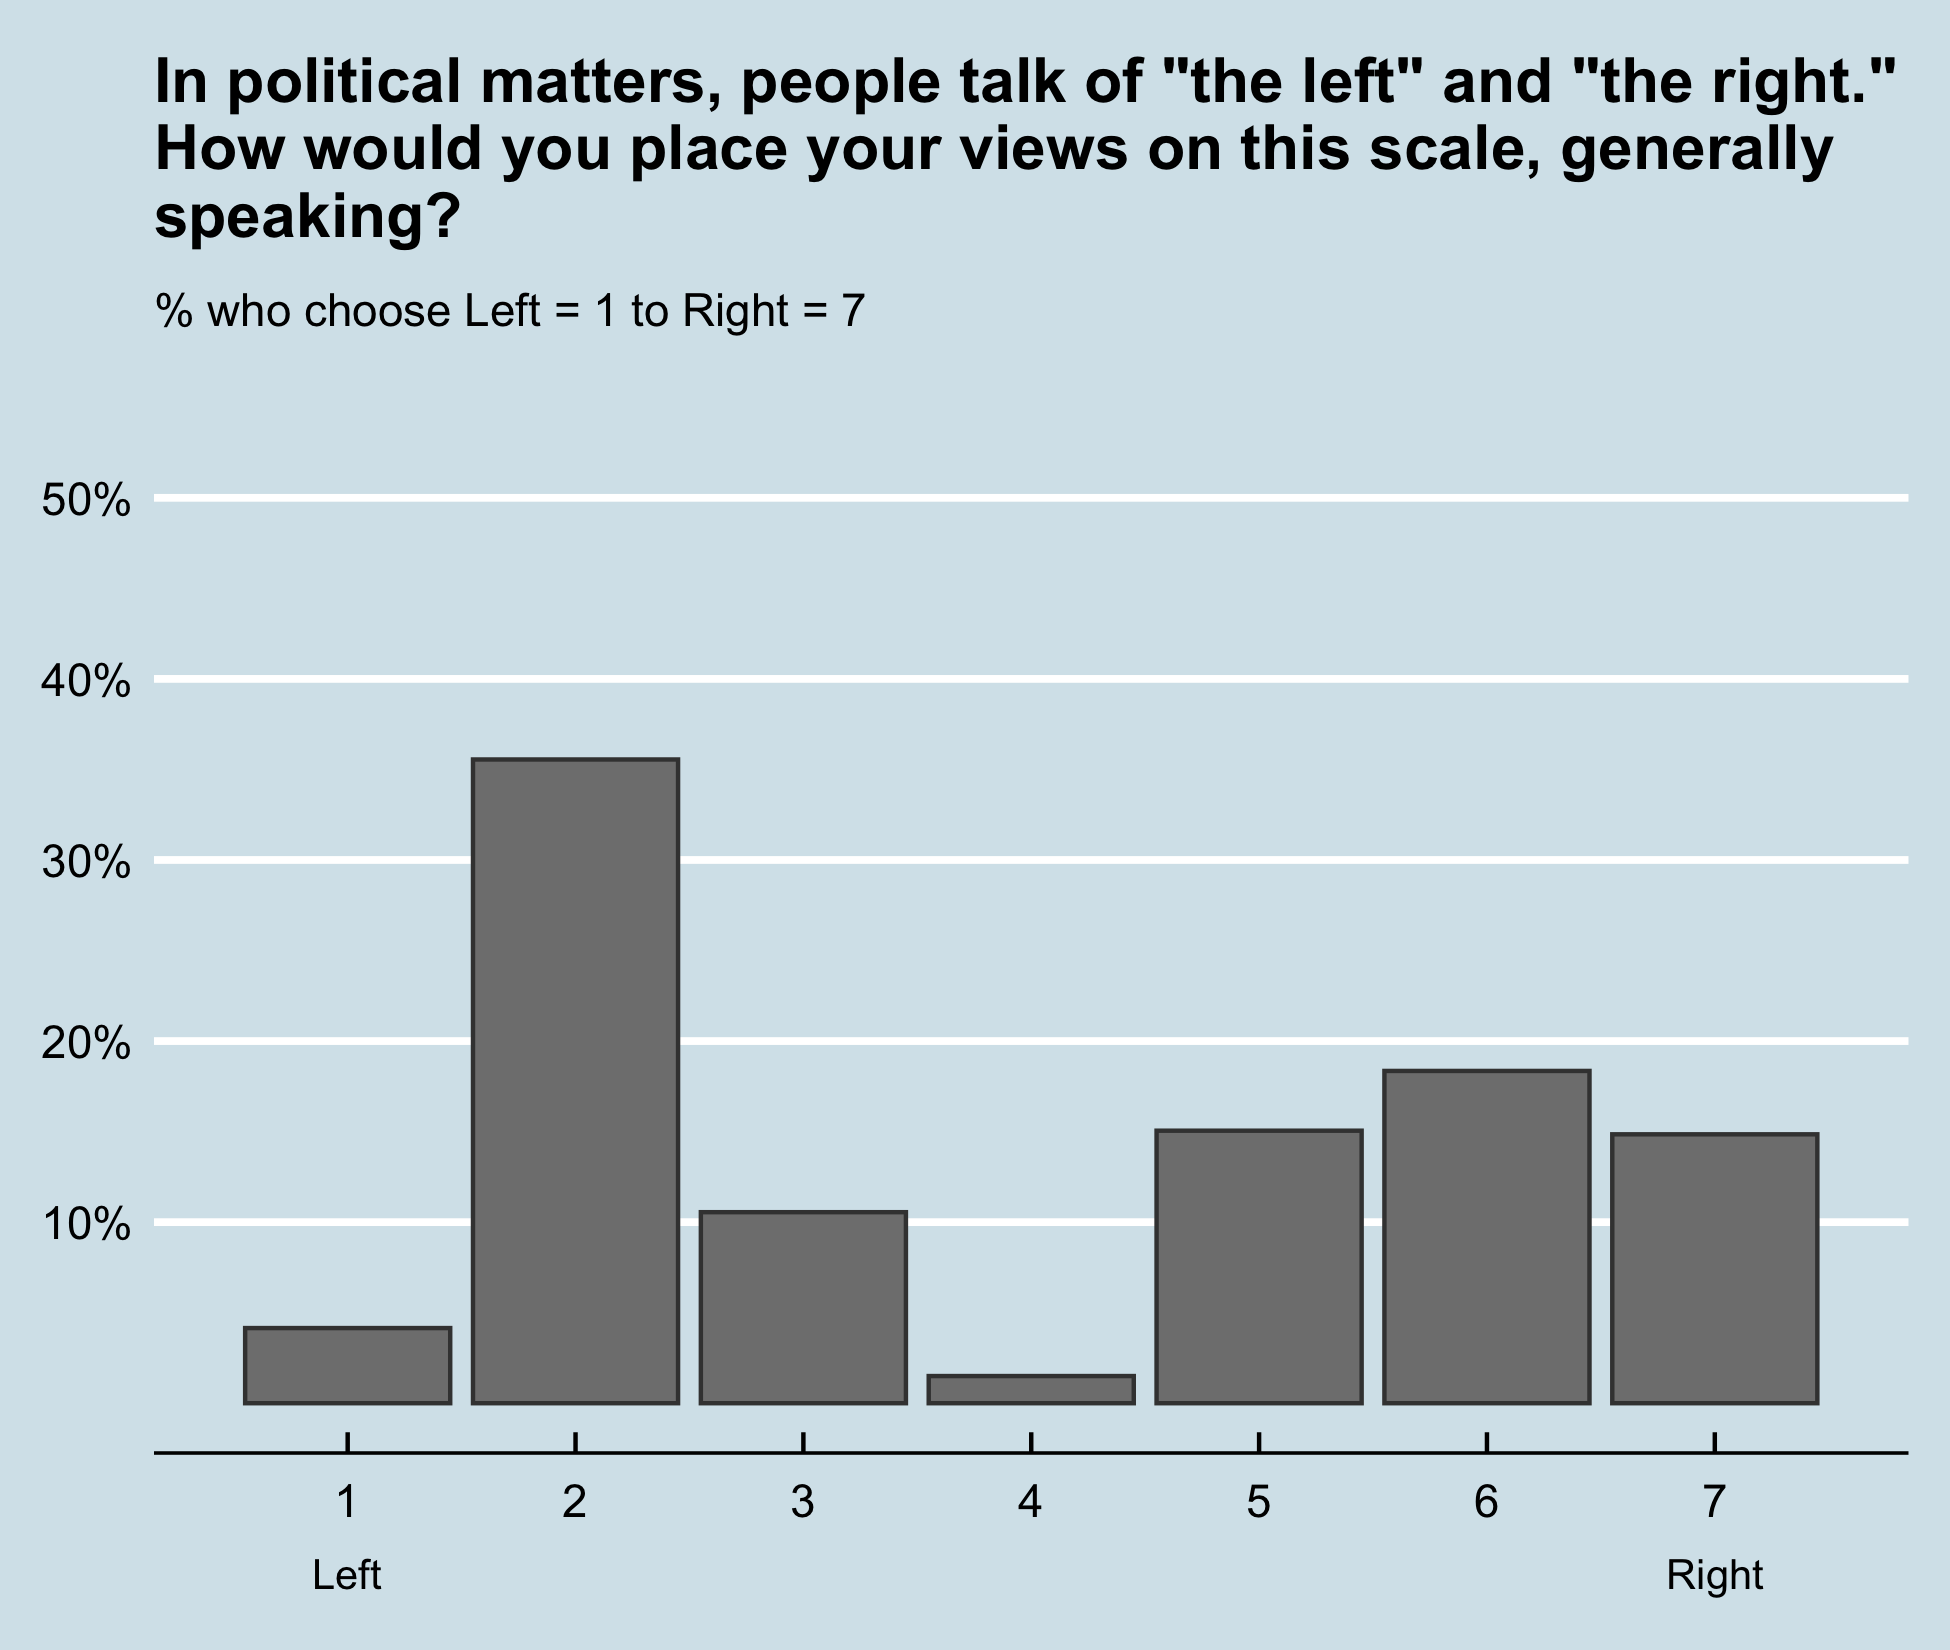 In political matters, people talk of "the left" and "the right."
How would you place your views on this scale, generally
speaking?
% who choose Left = 1 to Right = 7
50%
40%
30%
20%
10%
1 2 3 4 5 6 7
Left Right